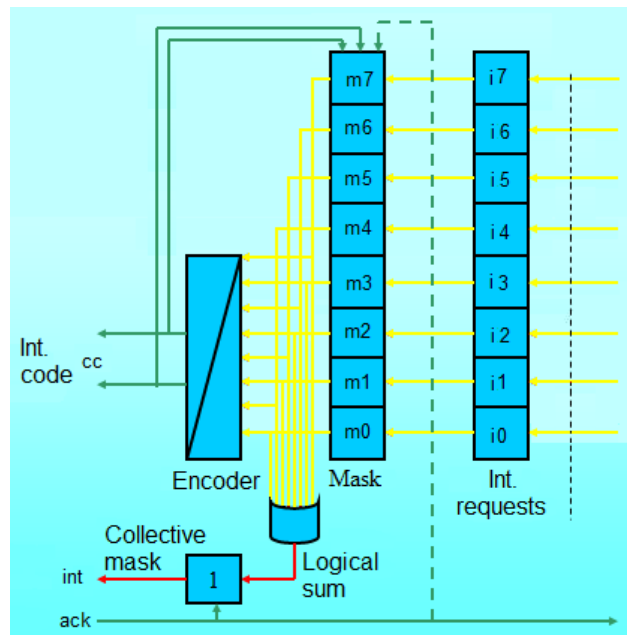 m7 i7
m6 i6
m5 i5
m4 i4
m3 i3
m2 i2
m1 i1
m0 i0
Int.
code cc
Encoder
Mask
Int.
requests
Collective
mask
Logical
sum
1
int
ack